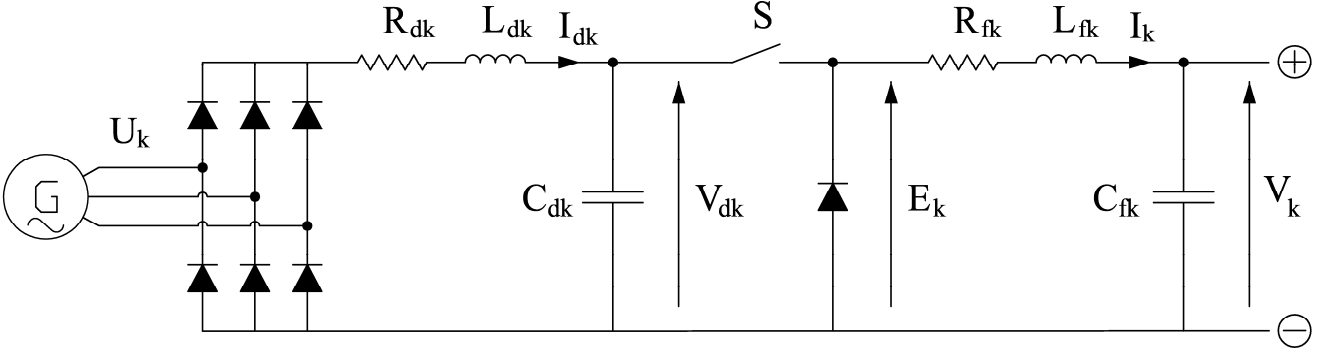 R_dk L_dk I_dk S R_fk L_fk I_k
U_k
G
C_dk V_dk E_k C_fk V_k